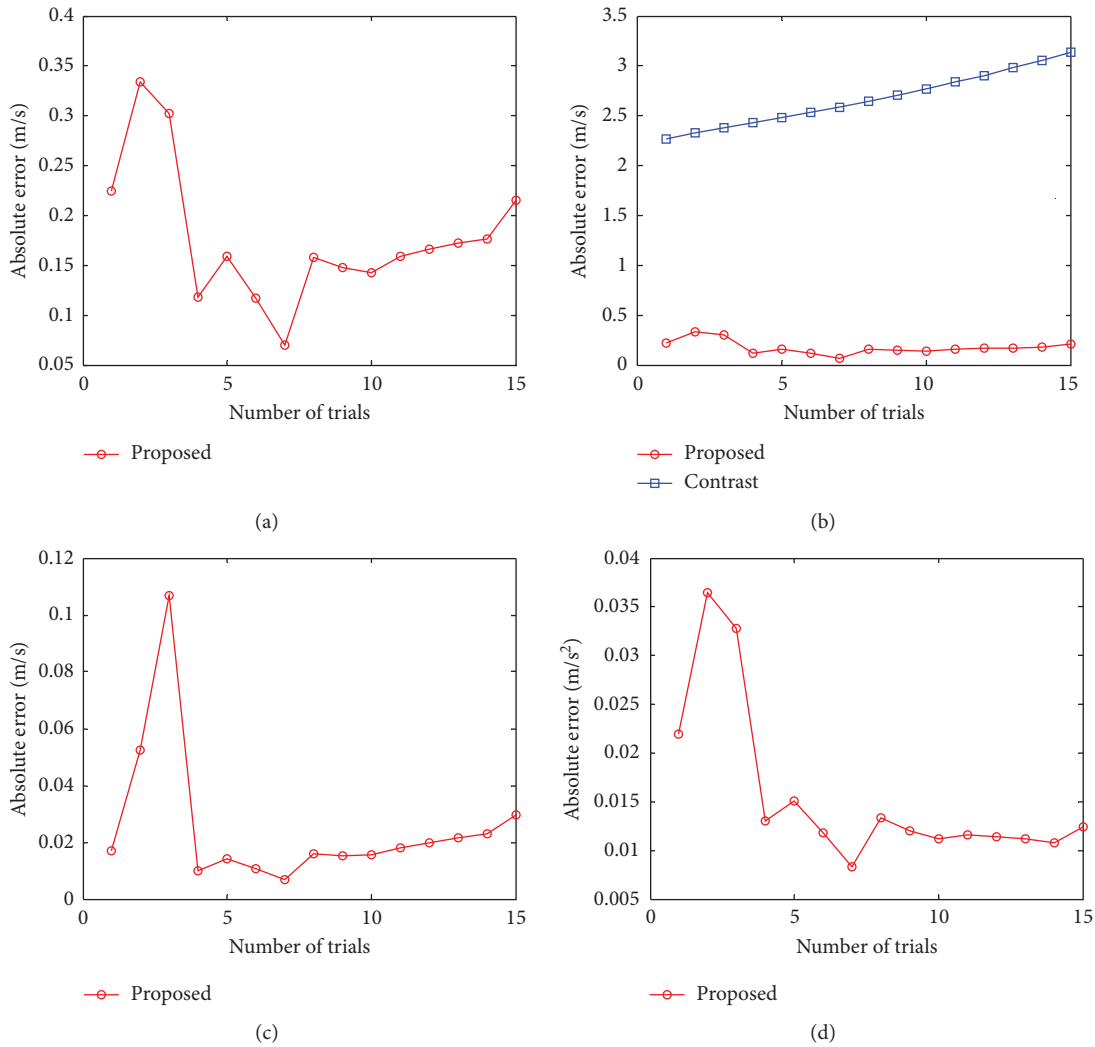 0.4
0.35
0.3
0.25
0.2
0.15
0.1
0.05
Absolute error (m/s)
0 5 10 15
Number of trials
Proposed
(a)
3.5
3
2.5
2
1.5
1
0.5
0
Absolute error (m/s)
0 5 10 15
Number of trials
Proposed
Contrast
(b)
0.12
0.1
0.08
0.06
0.04
0.02
0
Absolute error (m/s)
0 5 10 15
Number of trials
Proposed
(c)
0.04
0.035
0.03
0.025
0.02
0.015
0.01
0.005
Absolute error (m/s²)
0 5 10 15
Number of trials
Proposed
(d)